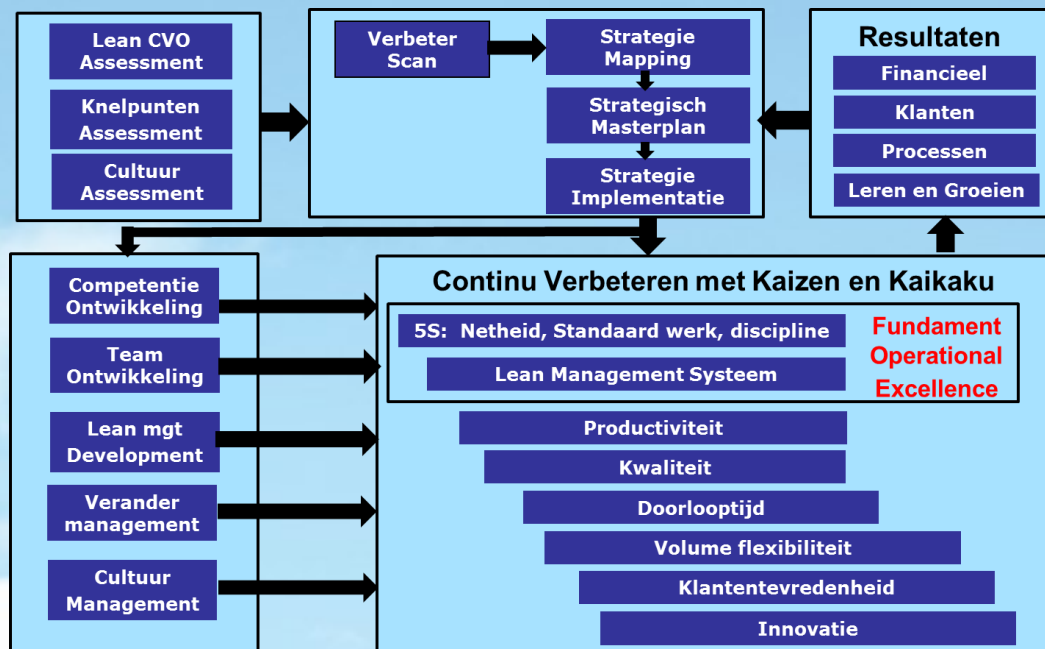 Lean CVO
Assessment
Knelpunten
Assessment
Cultuur
Assessment
Verbeter
Scan
Strategie
Mapping
Strategisch
Masterplan
Strategie
Implementatie
Resultaten
Financieel
Klanten
Processen
Leren en Groeien
Competentie
Ontwikkeling
Team
Ontwikkeling
Lean mgt
Development
Verander
management
Cultuur
Management
Continu Verbeteren met Kaizen en Kaikaku
5S: Netheid, Standaard werk, discipline
Lean Management Systeem
Fundament
Operational
Excellence
Productiviteit
Kwaliteit
Doorlooptijd
Volume flexibiliteit
Klantentevredenheid
Innovatie